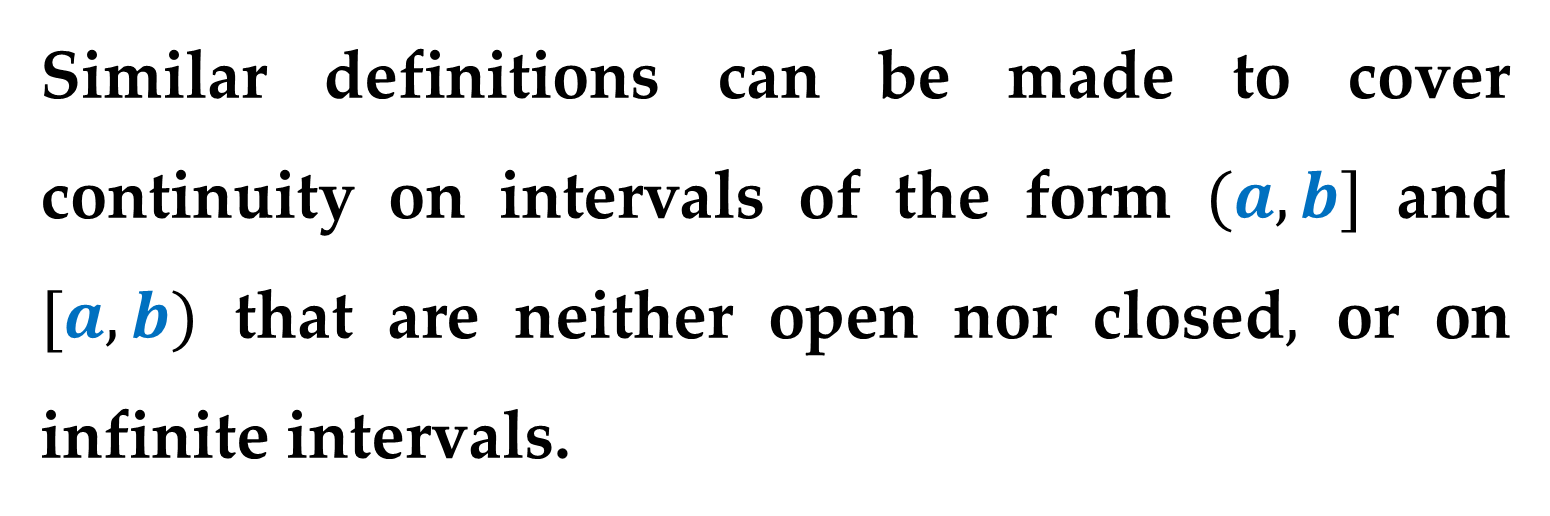 Similar definitions can be made to cover
continuity on intervals of the form (a, b] and
[a, b) that are neither open nor closed, or on
infinite intervals.